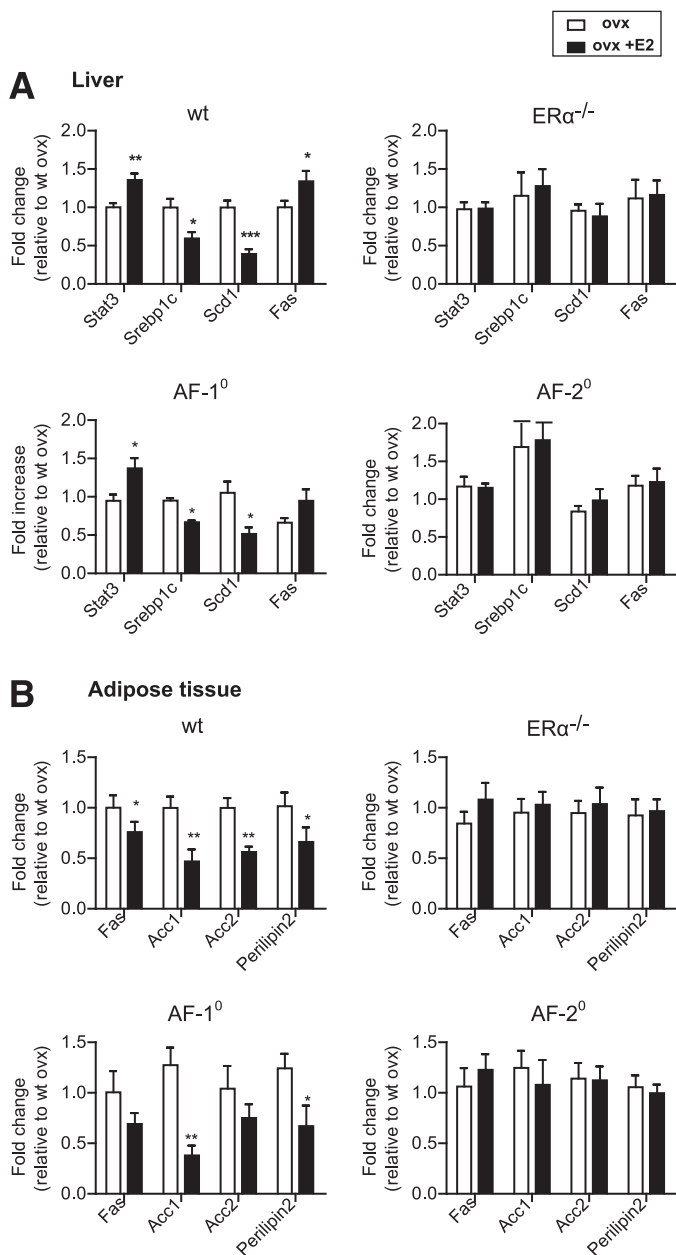 ovx
ovx +E2
A Liver
wt
ERα-/-
Fold change
(relative to wt ovx)
2.0
1.5
1.0
0.5
0.0
** * *** *
Stat3 Srebp1c Scd1 Fas
Fold change
(relative to wt ovx)
2.0
1.5
1.0
0.5
0.0
Stat3 Srebp1c Scd1 Fas
AF-1⁰
AF-2⁰
Fold increase
(relative to wt ovx)
2.0
1.5
1.0
0.5
0.0
* * *
Stat3 Srebp1c Scd1 Fas
Fold change
(relative to wt ovx)
2.0
1.5
1.0
0.5
0.0
Stat3 Srebp1c Scd1 Fas
B Adipose tissue
wt
ERα-/-
Fold change
(relative to wt ovx)
1.5
1.0
0.5
0.0
* ** ** *
Fas Acc1 Acc2 Perilipin2
Fold change
(relative to wt ovx)
1.5
1.0
0.5
0.0
Fas Acc1 Acc2 Perilipin2
AF-1⁰
AF-2⁰
Fold change
(relative to wt ovx)
1.5
1.0
0.5
0.0
** *
Fas Acc1 Acc2 Perilipin2
Fold change
(relative to wt ovx)
1.5
1.0
0.5
0.0
Fas Acc1 Acc2 Perilipin2